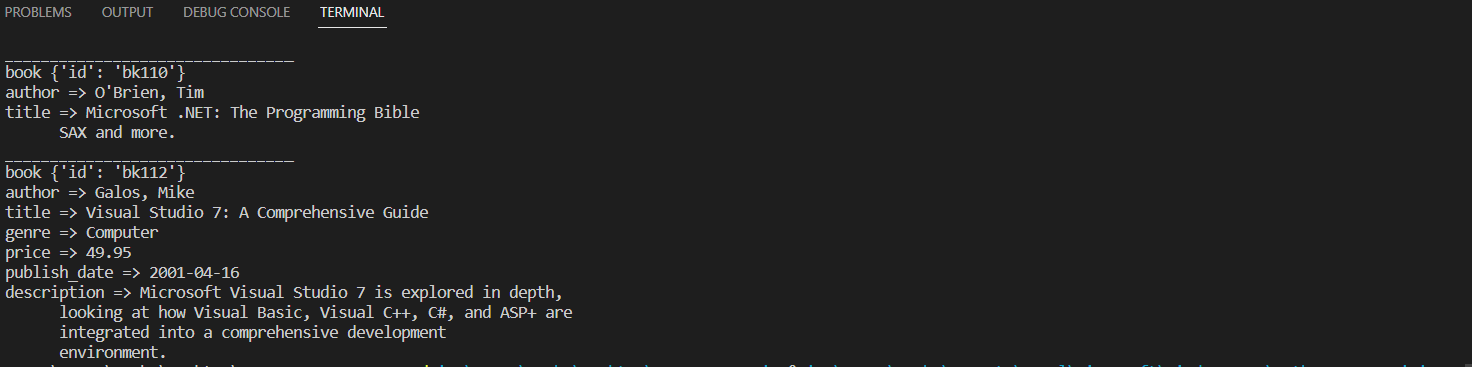 PROBLEMS OUTPUT DEBUG CONSOLE TERMINAL
________________________________
book {'id': 'bk110'}
author => O'Brien, Tim
title => Microsoft .NET: The Programming Bible
SAX and more.
________________________________
book {'id': 'bk112'}
author => Galos, Mike
title => Visual Studio 7: A Comprehensive Guide
genre => Computer
price => 49.95
publish_date => 2001-04-16
description => Microsoft Visual Studio 7 is explored in depth,
looking at how Visual Basic, Visual C++, C#, and ASP+ are
integrated into a comprehensive development
environment.